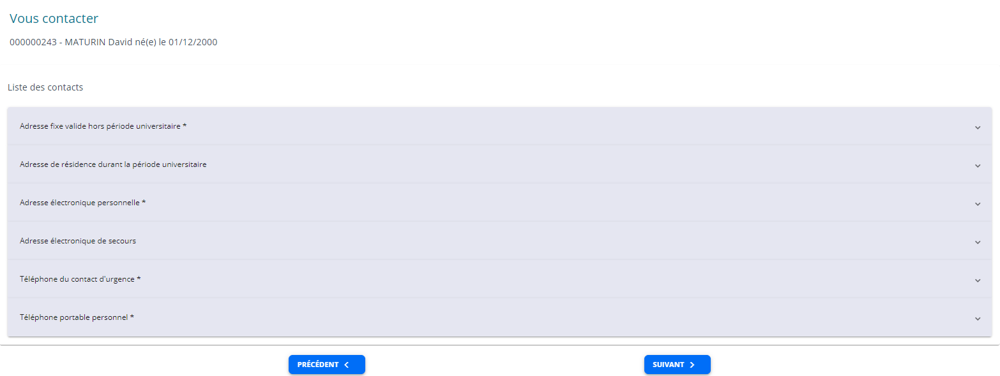 Vous contacter
000000243 - MATURIN David né(e) le 01/12/2000
Liste des contacts
Adresse fixe valide hors période universitaire *
Adresse de résidence durant la période universitaire
Adresse électronique personnelle *
Adresse électronique de secours
Téléphone du contact d'urgence *
Téléphone portable personnel *
PRÉCÉDENT
SUIVANT